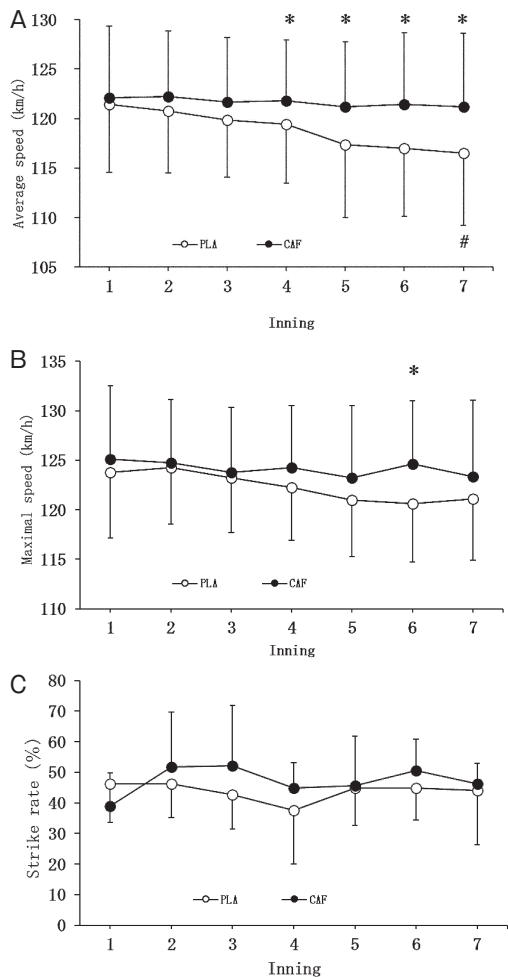 A
130
125
120
115
110
105
Average speed (km/h)
* * * *
#
PLA CAF
1 2 3 4 5 6 7
Inning
B
135
130
125
120
115
110
Maximal speed (km/h)
*
PLA CAF
1 2 3 4 5 6 7
Inning
C
80
70
60
50
40
30
20
10
0
Strike rate (%)
PLA CAF
1 2 3 4 5 6 7
Inning